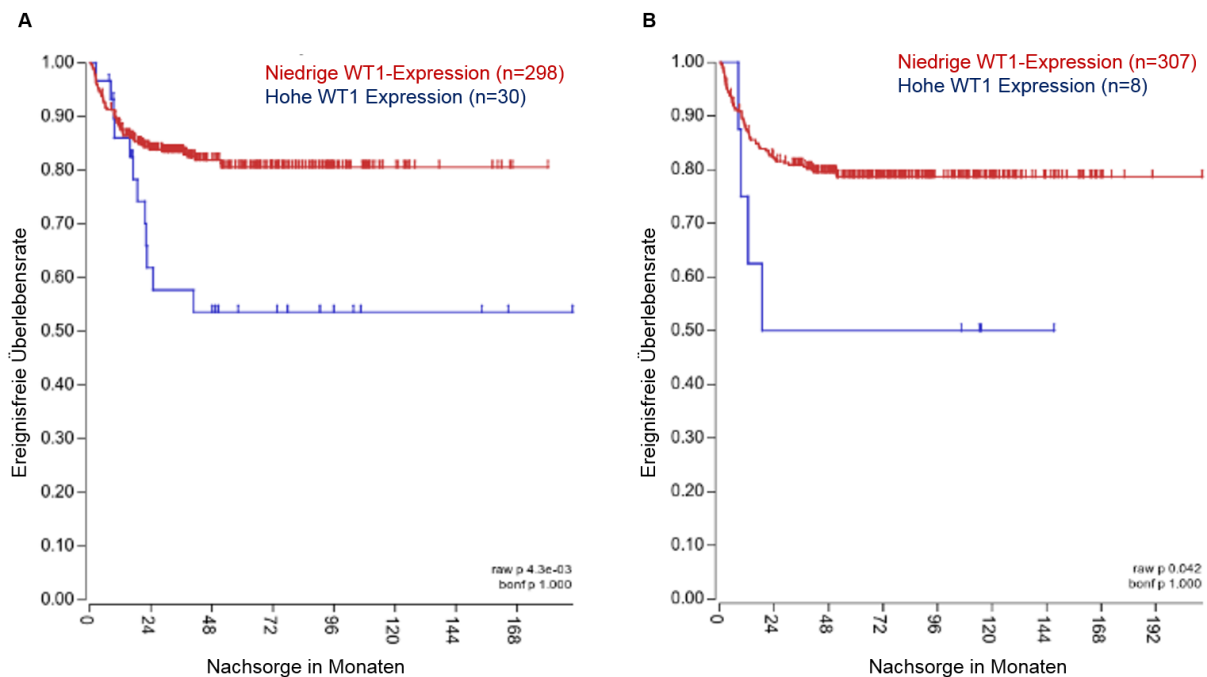 A
Niedrige WT1-Expression (n=298)
Hohe WT1 Expression (n=30)
Ereignisfreie Überlebensrate
1.00
0.90
0.80
0.70
0.60
0.50
0.40
0.30
0.20
0.10
0.00
raw p 4.3e-03
bonf p 1.000
0 24 48 72 96 120 144 168
Nachsorge in Monaten
B
Niedrige WT1-Expression (n=307)
Hohe WT1 Expression (n=8)
Ereignisfreie Überlebensrate
1.00
0.90
0.80
0.70
0.60
0.50
0.40
0.30
0.20
0.10
0.00
raw p 0.042
bonf p 1.000
0 24 48 72 96 120 144 168 192
Nachsorge in Monaten